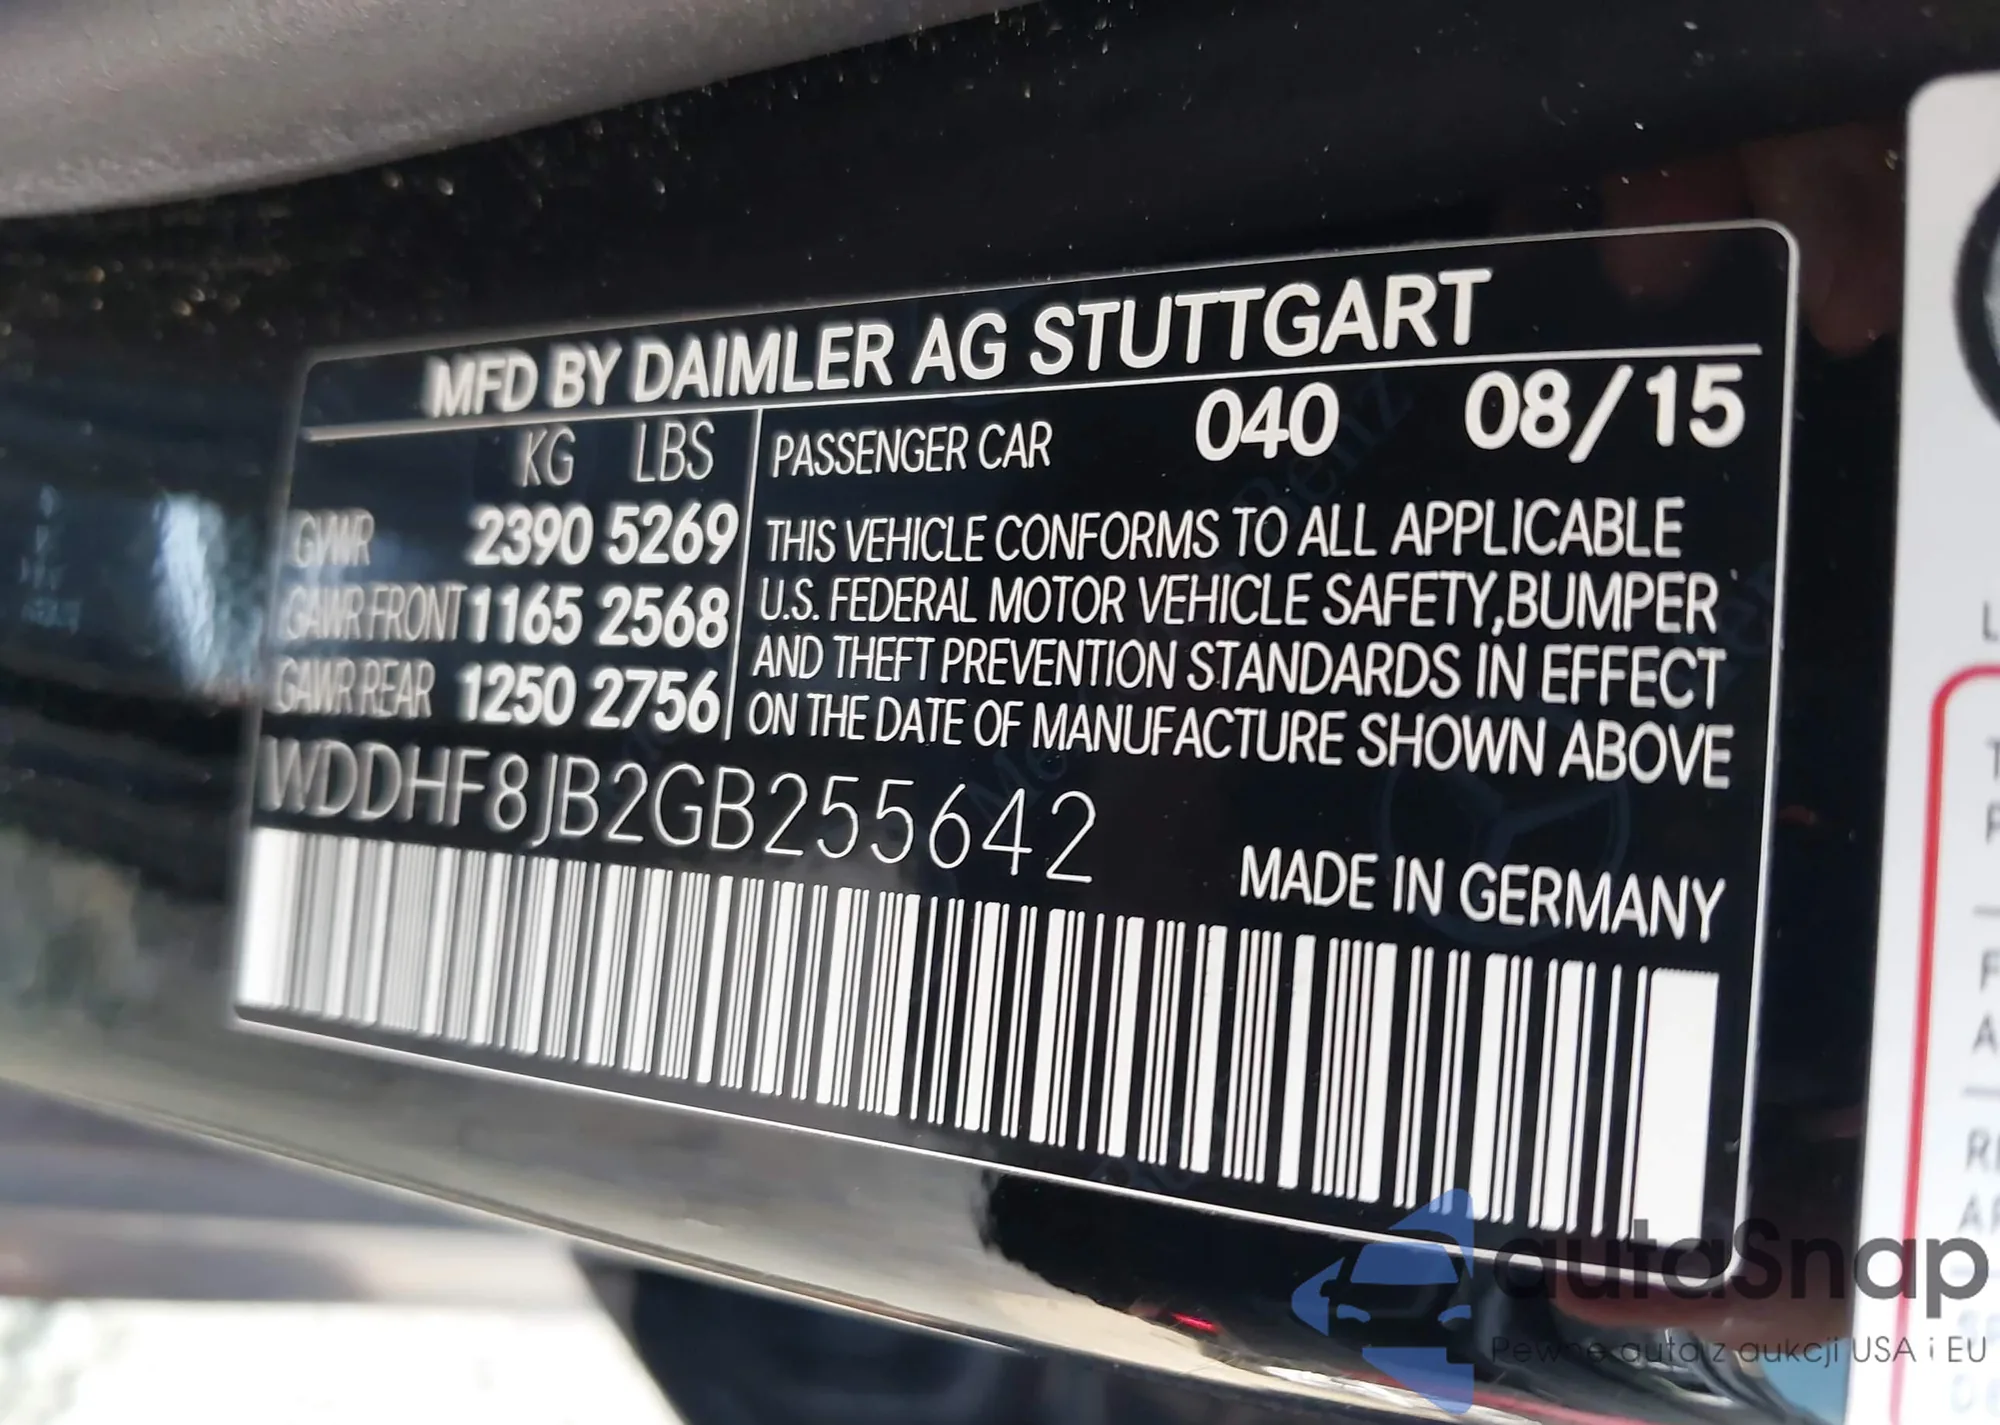 MFD BY DAIMLER AG STUTTGART
KG LBS
GVWR 2390 5269
GAWR FRONT 1165 2568
GAWR REAR 1250 2756
PASSENGER CAR 040 08/15
THIS VEHICLE CONFORMS TO ALL APPLICABLE
U.S. FEDERAL MOTOR VEHICLE SAFETY,BUMPER
AND THEFT PREVENTION STANDARDS IN EFFECT
ON THE DATE OF MANUFACTURE SHOWN ABOVE
WDDHF8JB2GB255642
MADE IN GERMANY
autaSnap
Pewne auta z aukcji USA i EU